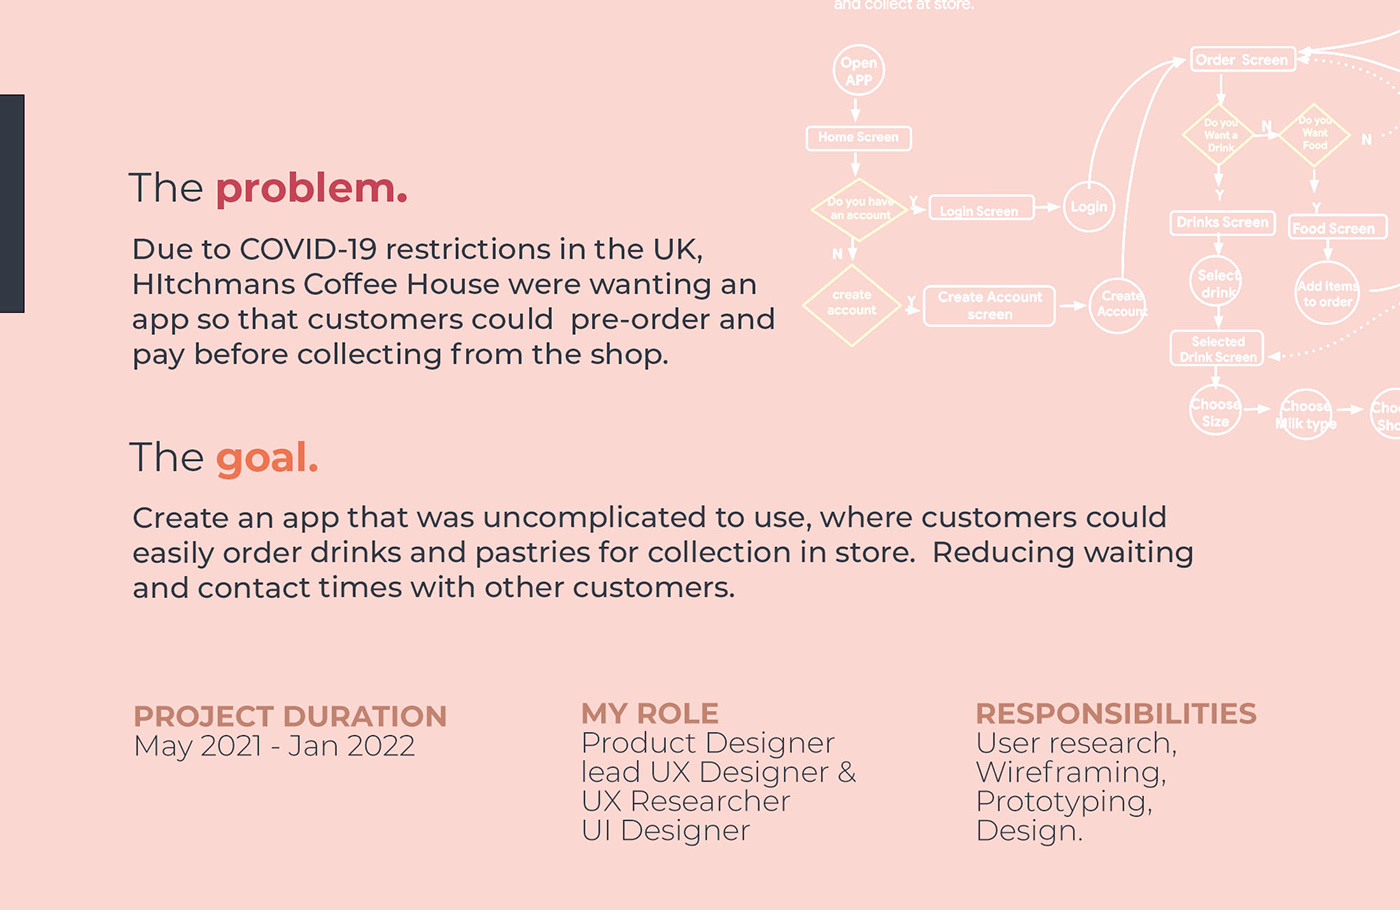 and collect at store.
Open
APP
Home Screen
Do you have
an account
Y
Login Screen
Login
N
create
account
Y
Create Account
screen
Create
Account
Order Screen
Do you
Want a
Drink
N
Do you
Want
Food
N
Y
Y
Drinks Screen
Food Screen
Select
drink
Add items
to order
Selected
Drink Screen
Choose
Size
Choose
Milk type
The problem.
Due to COVID-19 restrictions in the UK,
HItchmans Coffee House were wanting an
app so that customers could pre-order and
pay before collecting from the shop.
The goal.
Create an app that was uncomplicated to use, where customers could
easily order drinks and pastries for collection in store. Reducing waiting
and contact times with other customers.
PROJECT DURATION
May 2021 - Jan 2022
MY ROLE
Product Designer
lead UX Designer &
UX Researcher
UI Designer
RESPONSIBILITIES
User research,
Wireframing,
Prototyping,
Design.